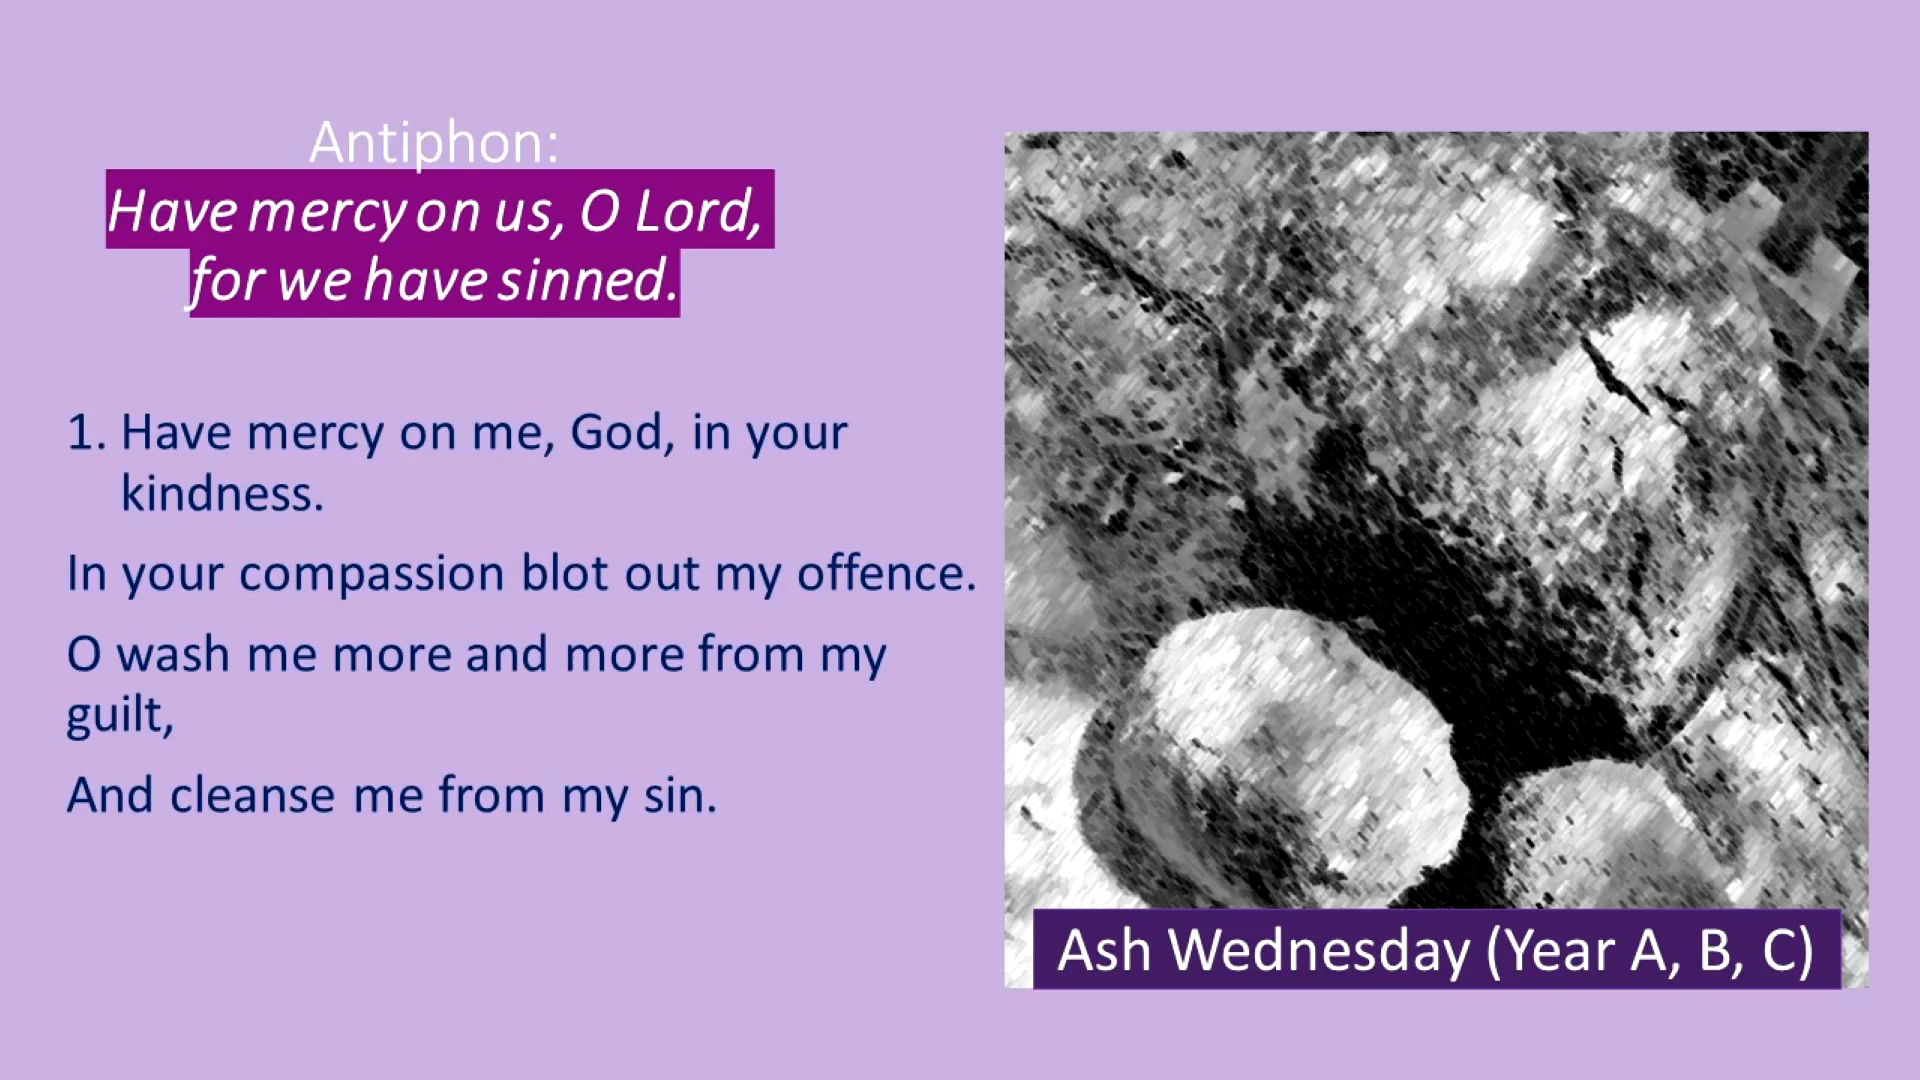 Antiphon:
Have mercy on us, O Lord,
for we have sinned.
1. Have mercy on me, God, in your
kindness.
In your compassion blot out my offence.
O wash me more and more from my
guilt,
And cleanse me from my sin.
Ash Wednesday (Year A, B, C)